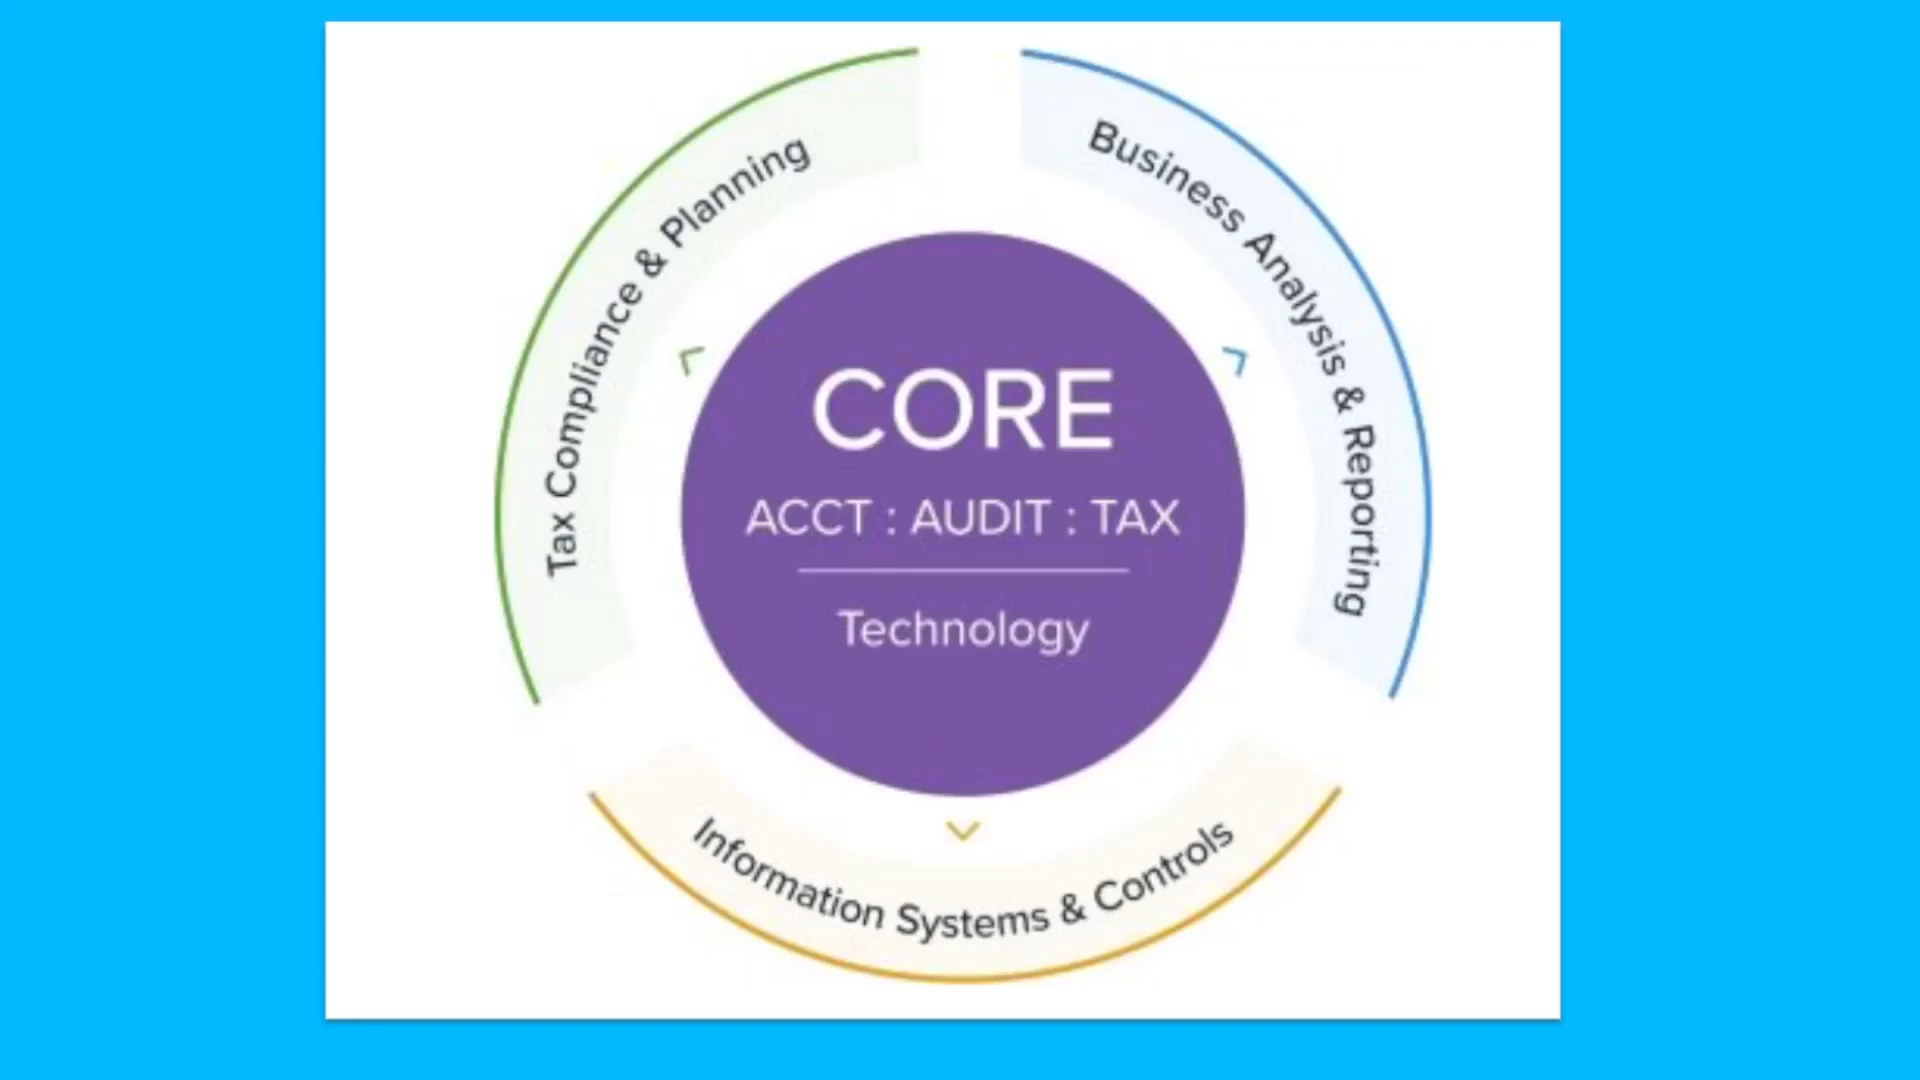 Tax Compliance & Planning
Business Analysis & Reporting
CORE
ACCT : AUDIT : TAX
Technology
Information Systems & Controls